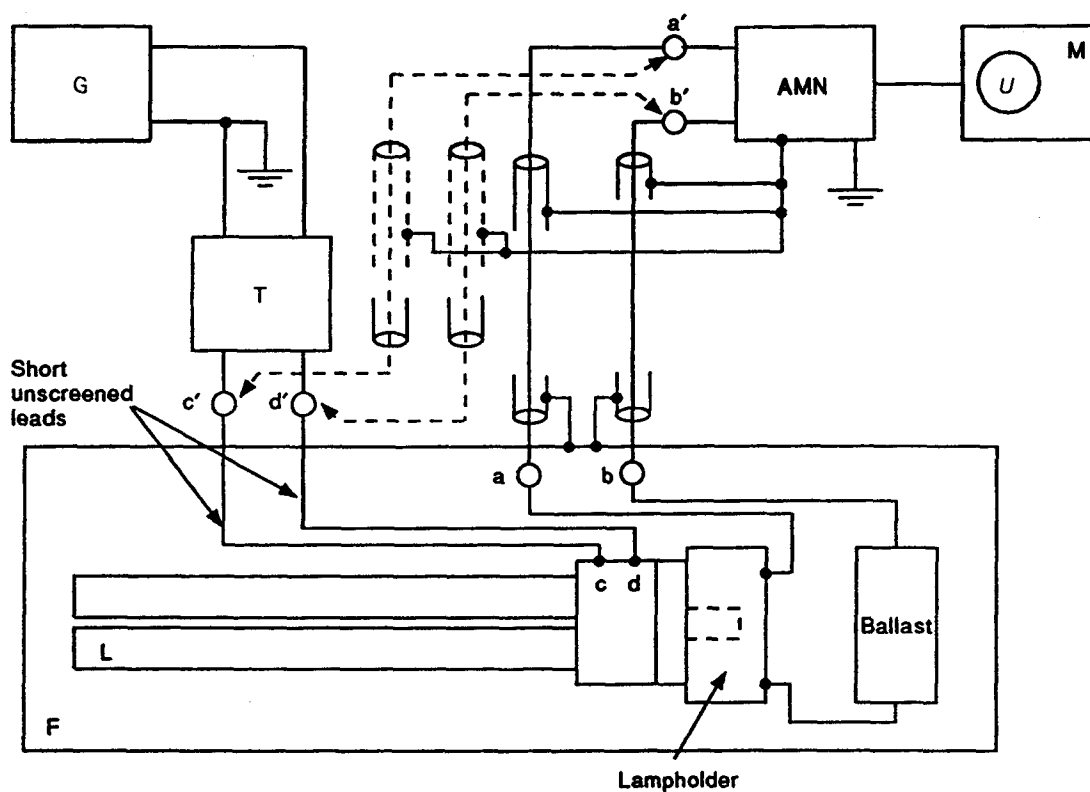 G
a'
b'
AMN
U
M
T
Short
unscreened
leads
c'
d'
a
b
c
d
L
Ballast
F
Lampholder